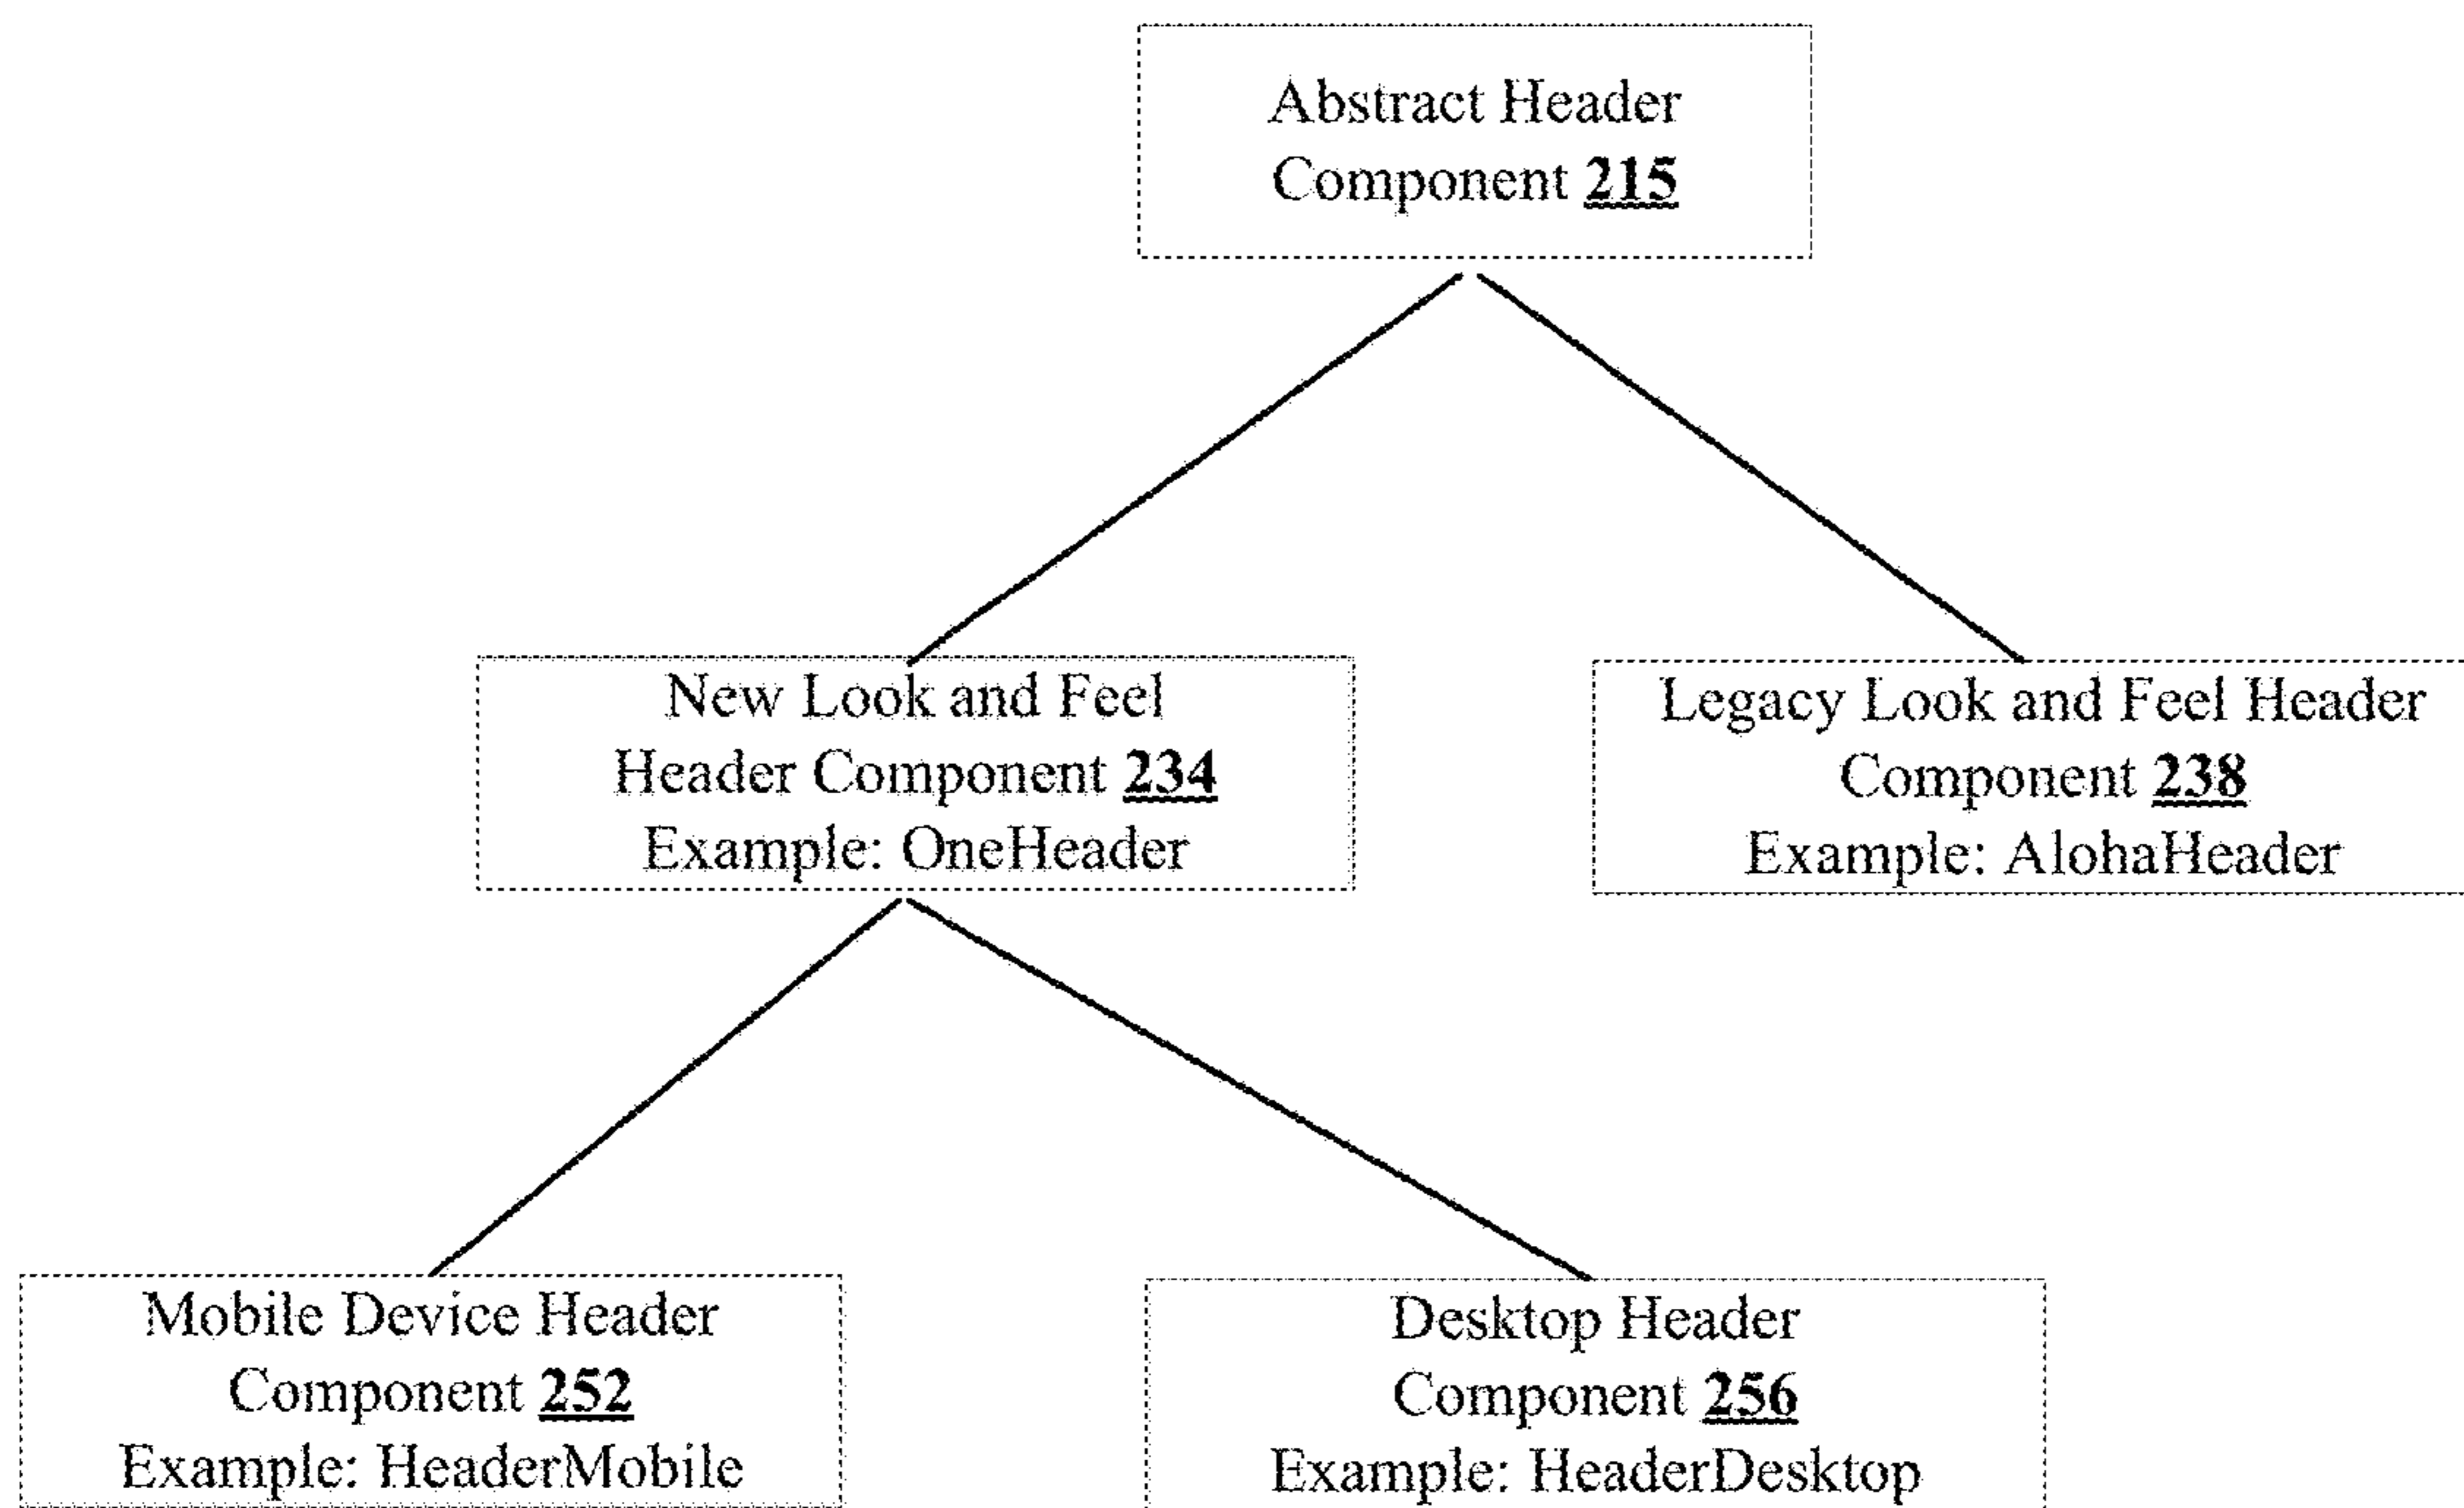 Abstract Header
Component 215
New Look and Feel
Header Component 234
Example: OneHeader
Legacy Look and Feel Header
Component 238
Example: AlohaHeader
Mobile Device Header
Component 252
Example: HeaderMobile
Desktop Header
Component 256
Example: HeaderDesktop